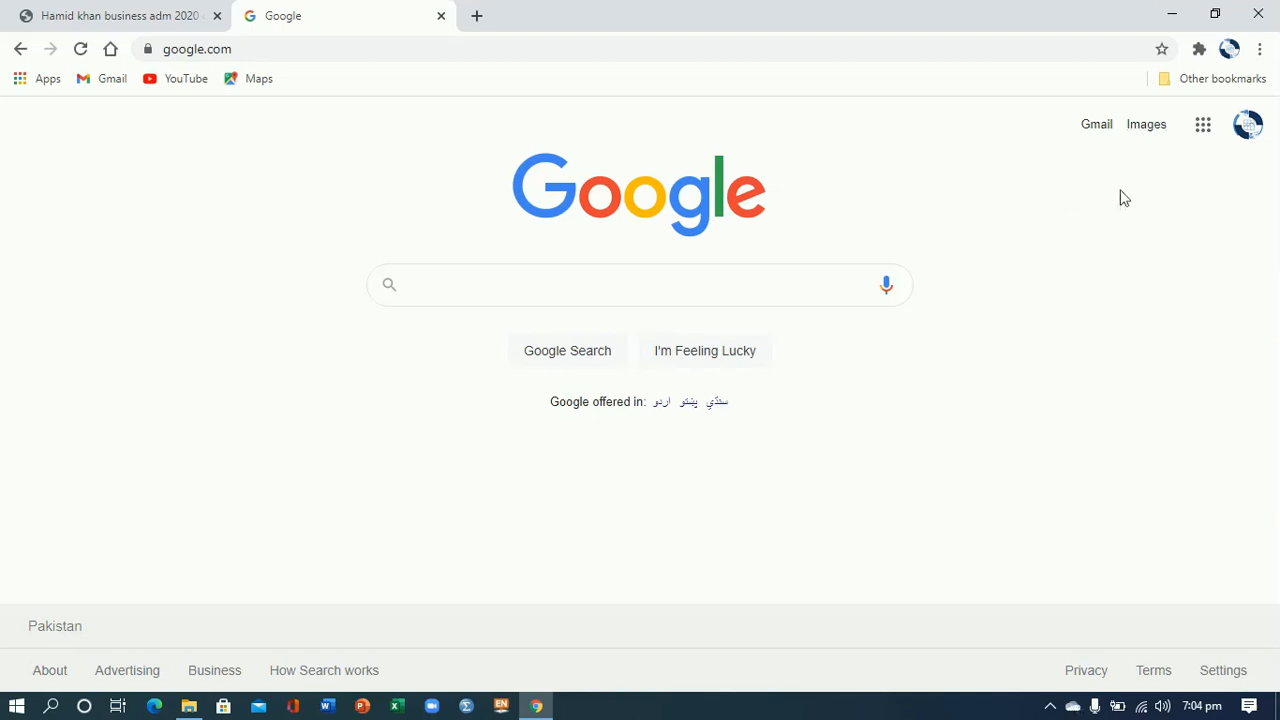 Hamid khan business adm 2020
Google
google.com
Apps Gmail YouTube Maps Other bookmarks
Gmail Images
Google
Google Search I'm Feeling Lucky
Google offered in: اردو پښتو سنڌي
Pakistan
About Advertising Business How Search works Privacy Terms Settings
EN
7:04 pm